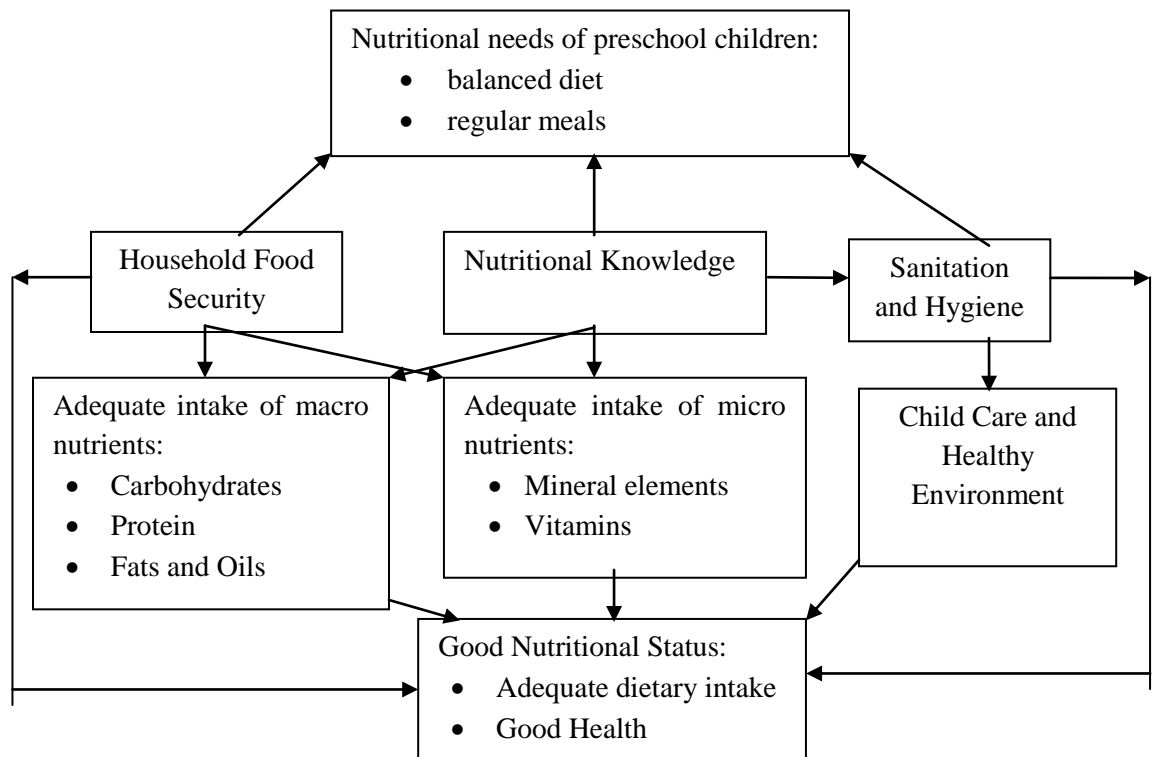 Nutritional needs of preschool children:
• balanced diet
• regular meals
Household Food
Security
Nutritional Knowledge
Sanitation
and Hygiene
Adequate intake of macro
nutrients:
• Carbohydrates
• Protein
• Fats and Oils
Adequate intake of micro
nutrients:
• Mineral elements
• Vitamins
Child Care and
Healthy
Environment
Good Nutritional Status:
• Adequate dietary intake
• Good Health